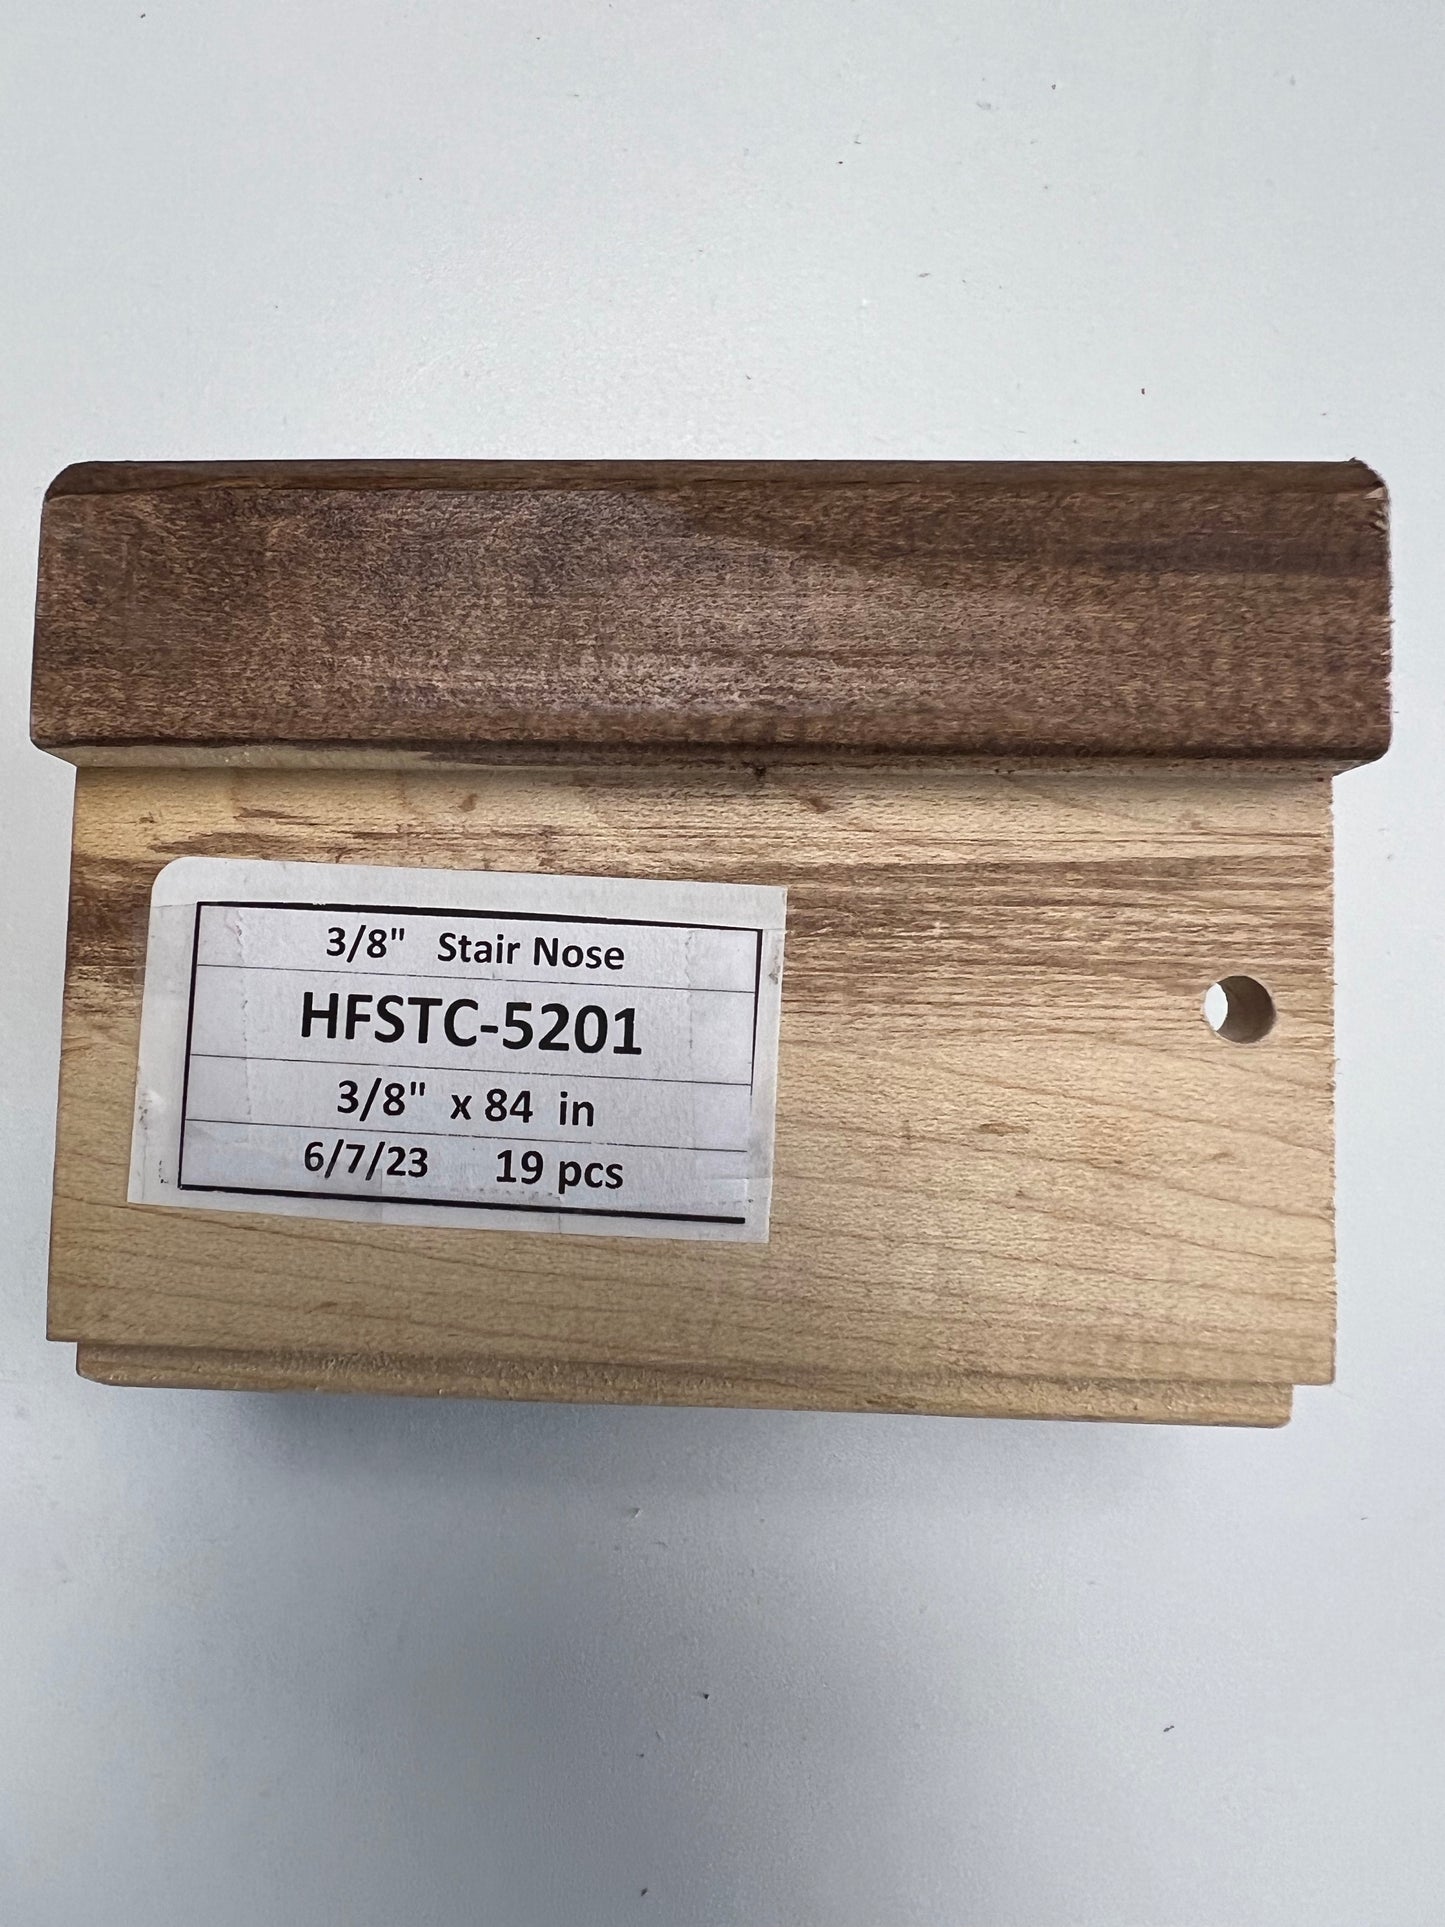 3/8" Stair Nose
HFSTC-5201
3/8" x 84 in
6/7/23 19 pcs